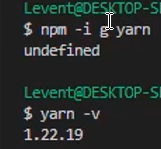 Levent@DESKTOP-S
$ npm -i g yarn
undefined
Levent@DESKTOP-S
$ yarn -v
1.22.19